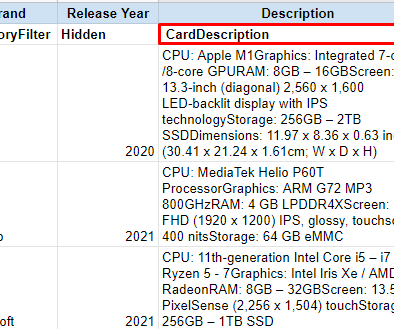 rand Release Year Description
oryFilter Hidden CardDescription
CPU: Apple M1Graphics: Integrated 7-c
/8-core GPURAM: 8GB – 16GBScreen:
13.3-inch (diagonal) 2,560 x 1,600
LED-backlit display with IPS
technologyStorage: 256GB – 2TB
SSDDimensions: 11.97 x 8.36 x 0.63 in
2020 (30.41 x 21.24 x 1.61cm; W x D x H)
CPU: MediaTek Helio P60T
ProcessorGraphics: ARM G72 MP3
800GHzRAM: 4 GB LPDDR4XScreen:
FHD (1920 x 1200) IPS, glossy, touchsc
o 2021 400 nitsStorage: 64 GB eMMC
CPU: 11th-generation Intel Core i5 – i7
Ryzen 5 - 7Graphics: Intel Iris Xe / AMD
RadeonRAM: 8GB – 32GBScreen: 13.5
PixelSense (2,256 x 1,504) touchStorag
oft 2021 256GB – 1TB SSD